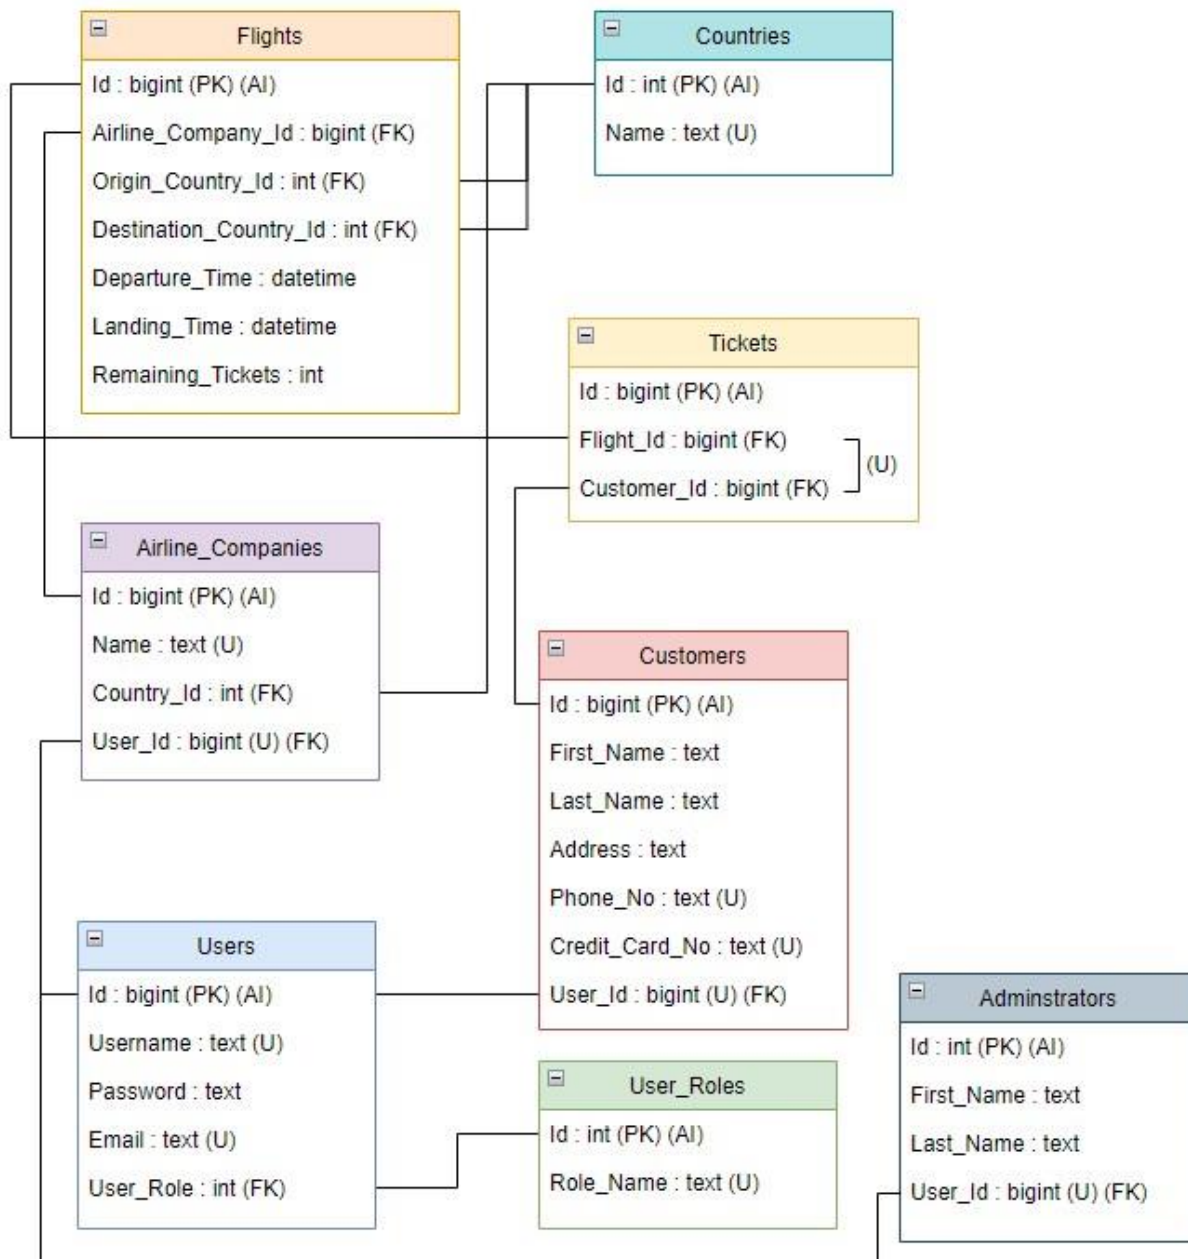 Flights
Id : bigint (PK) (AI)
Airline_Company_Id : bigint (FK)
Origin_Country_Id : int (FK)
Destination_Country_Id : int (FK)
Departure_Time : datetime
Landing_Time : datetime
Remaining_Tickets : int
Countries
Id : int (PK) (AI)
Name : text (U)
Tickets
Id : bigint (PK) (AI)
Flight_Id : bigint (FK)
Customer_Id : bigint (FK)
(U)
Airline_Companies
Id : bigint (PK) (AI)
Name : text (U)
Country_Id : int (FK)
User_Id : bigint (U) (FK)
Customers
Id : bigint (PK) (AI)
First_Name : text
Last_Name : text
Address : text
Phone_No : text (U)
Credit_Card_No : text (U)
User_Id : bigint (U) (FK)
Users
Id : bigint (PK) (AI)
Username : text (U)
Password : text
Email : text (U)
User_Role : int (FK)
User_Roles
Id : int (PK) (AI)
Role_Name : text (U)
Adminstrators
Id : int (PK) (AI)
First_Name : text
Last_Name : text
User_Id : bigint (U) (FK)